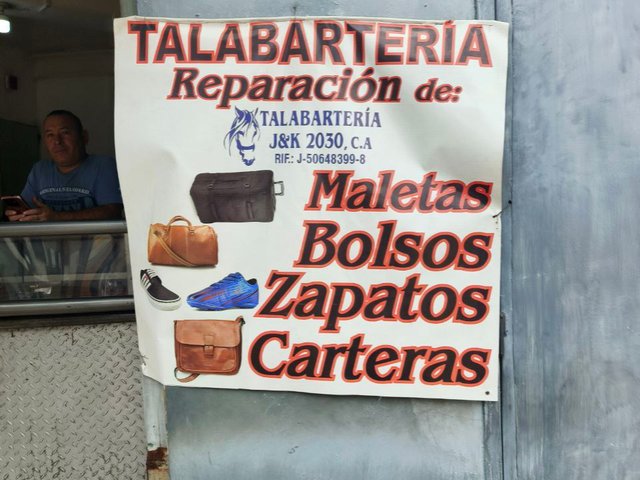 TALABARTERÍA
Reparación de:
TALABARTERÍA
J&K 2030, C.A
RIF.: J-50648399-8
Maletas
Bolsos
Zapatos
Carteras